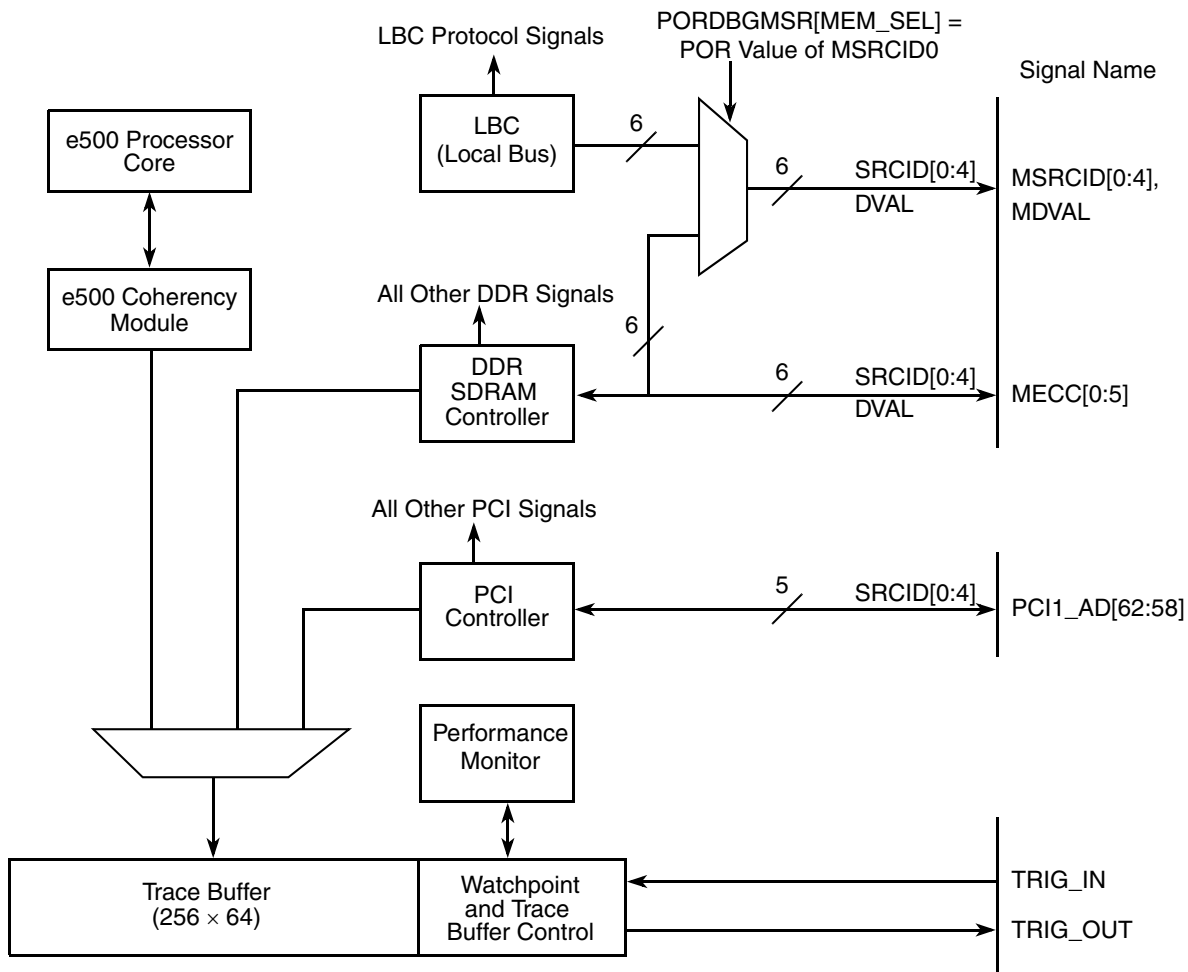 LBC Protocol Signals
PORDBGMSR[MEM_SEL] =
POR Value of MSRCID0
Signal Name
e500 Processor
Core
LBC
(Local Bus)
6
6
SRCID[0:4]
DVAL
MSRCID[0:4],
MDVAL
e500 Coherency
Module
All Other DDR Signals
6
DDR
SDRAM
Controller
6
SRCID[0:4]
DVAL
MECC[0:5]
All Other PCI Signals
PCI
Controller
5
SRCID[0:4]
PCI1_AD[62:58]
Performance
Monitor
Trace Buffer
(256 × 64)
Watchpoint
and Trace
Buffer Control
TRIG_IN
TRIG_OUT